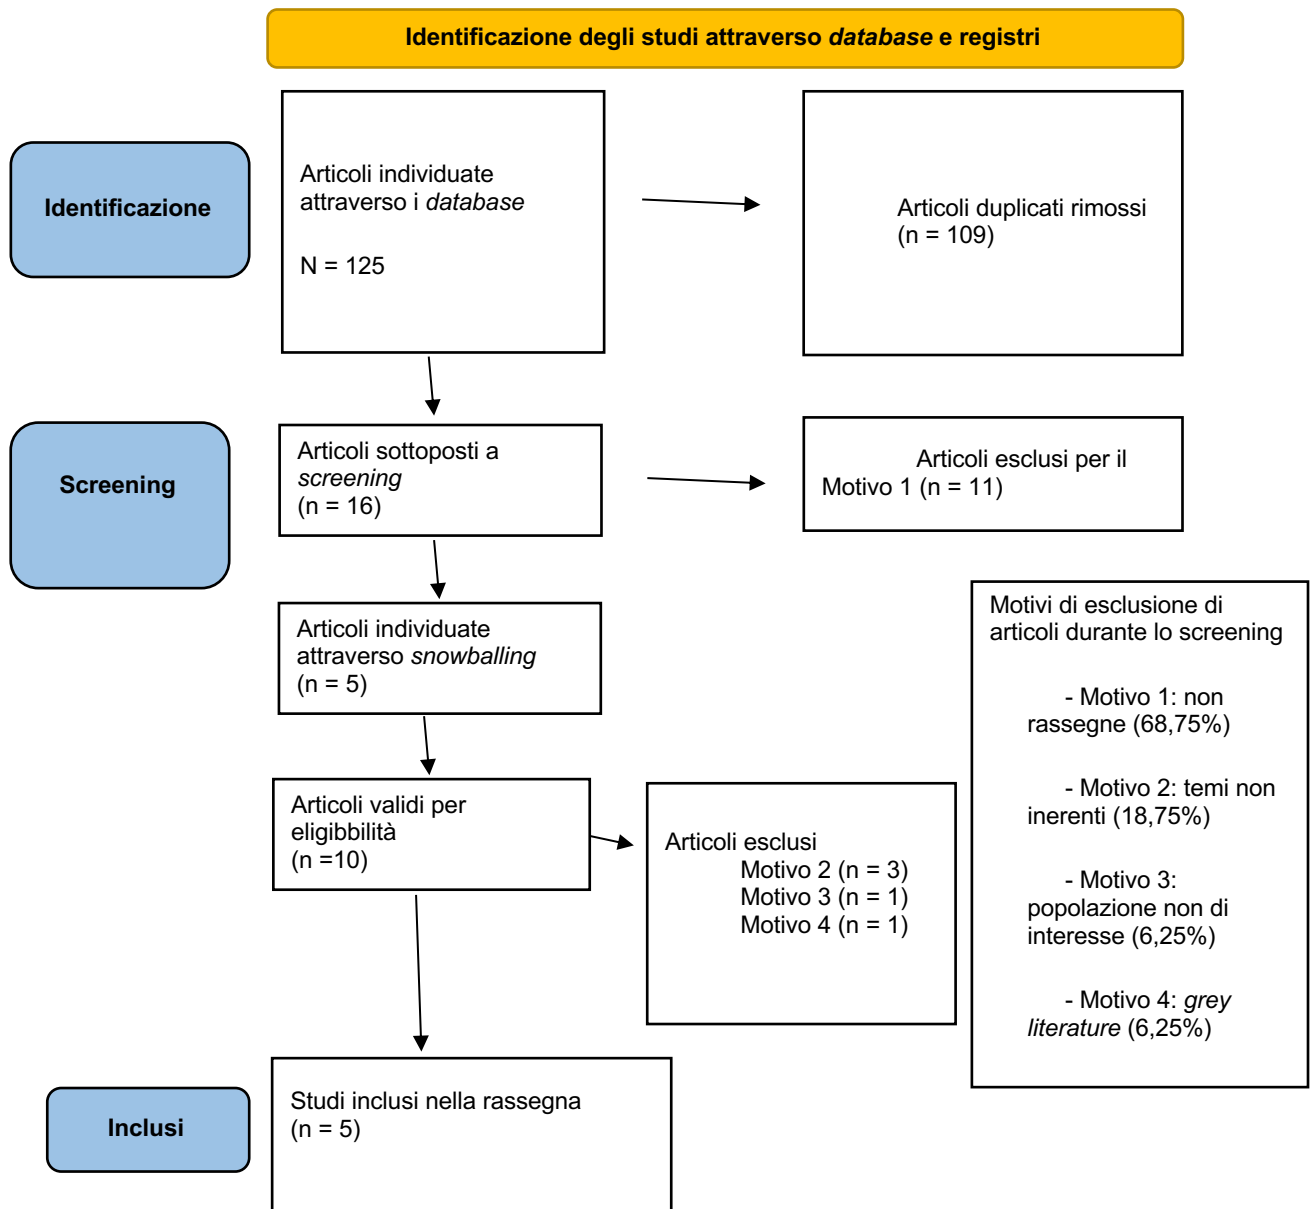 Identificazione degli studi attraverso database e registri
Identificazione
Articoli individuate
attraverso i database
N = 125
Articoli duplicati rimossi
(n = 109)
Screening
Articoli sottoposti a
screening
(n = 16)
Articoli esclusi per il
Motivo 1 (n = 11)
Articoli individuate
attraverso snowballing
(n = 5)
Motivi di esclusione di
articoli durante lo screening
- Motivo 1: non
rassegne (68,75%)
- Motivo 2: temi non
inerenti (18,75%)
- Motivo 3:
popolazione non di
interesse (6,25%)
- Motivo 4: grey
literature (6,25%)
Articoli validi per
eligibbilità
(n =10)
Articoli esclusi
Motivo 2 (n = 3)
Motivo 3 (n = 1)
Motivo 4 (n = 1)
Inclusi
Studi inclusi nella rassegna
(n = 5)